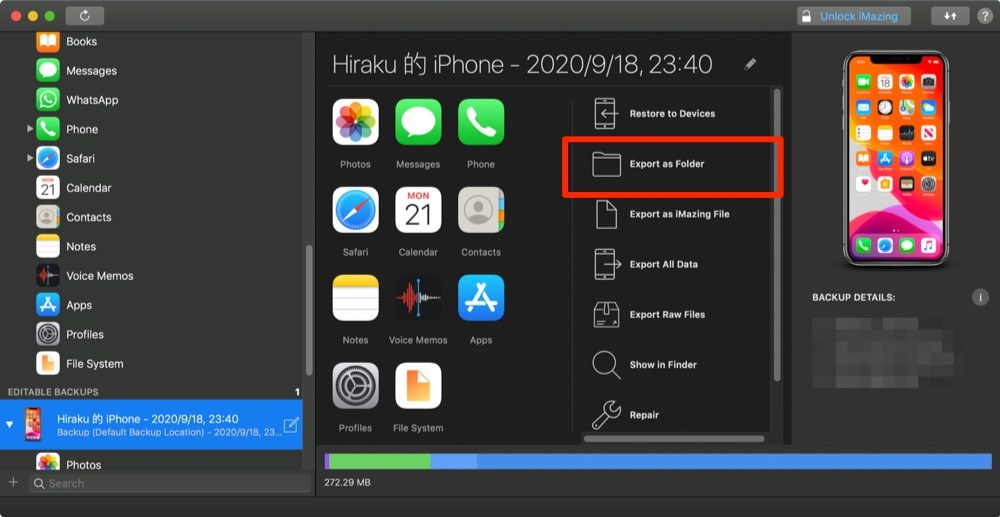 Unlock iMazing
?
Books
Messages
WhatsApp
Phone
Safari
Calendar
Contacts
Notes
Voice Memos
Apps
Profiles
File System
EDITABLE BACKUPS 1
Hiraku 的 iPhone - 2020/9/18, 23:40
Backup (Default Backup Location) - 2020/9/18, 23...
Photos
+ Search
Hiraku 的 iPhone - 2020/9/18, 23:40
Photos Messages Phone
MON
21
Safari Calendar Contacts
Notes Voice Memos Apps
Profiles File System
Restore to Devices
Export as Folder
Export as iMazing File
Export All Data
Export Raw Files
Show in Finder
Repair
272.29 MB
BACKUP DETAILS: i